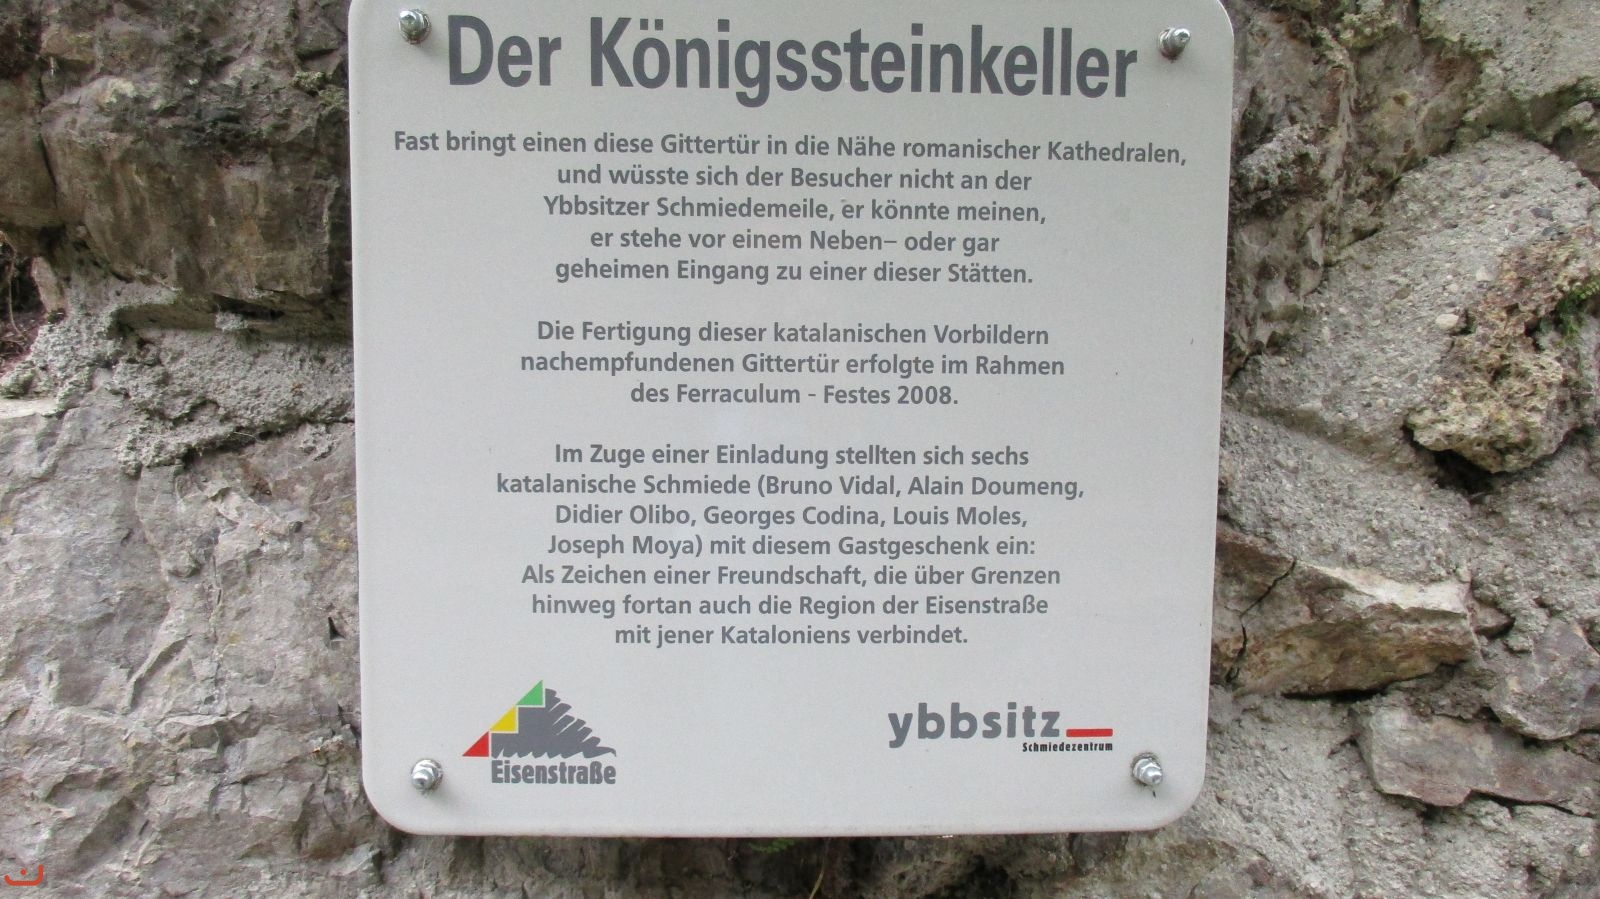 Der Königssteinkeller
Fast bringt einen diese Gittertür in die Nähe romanischer Kathedralen,
und wüsste sich der Besucher nicht an der
Ybbsitzer Schmiedemeile, er könnte meinen,
er stehe vor einem Neben– oder gar
geheimen Eingang zu einer dieser Stätten.
Die Fertigung dieser katalanischen Vorbildern
nachempfundenen Gittertür erfolgte im Rahmen
des Ferraculum - Festes 2008.
Im Zuge einer Einladung stellten sich sechs
katalanische Schmiede (Bruno Vidal, Alain Doumeng,
Didier Olibo, Georges Codina, Louis Moles,
Joseph Moya) mit diesem Gastgeschenk ein:
Als Zeichen einer Freundschaft, die über Grenzen
hinweg fortan auch die Region der Eisenstraße
mit jener Kataloniens verbindet.
Eisenstraße
ybbsitz
Schmiedezentrum